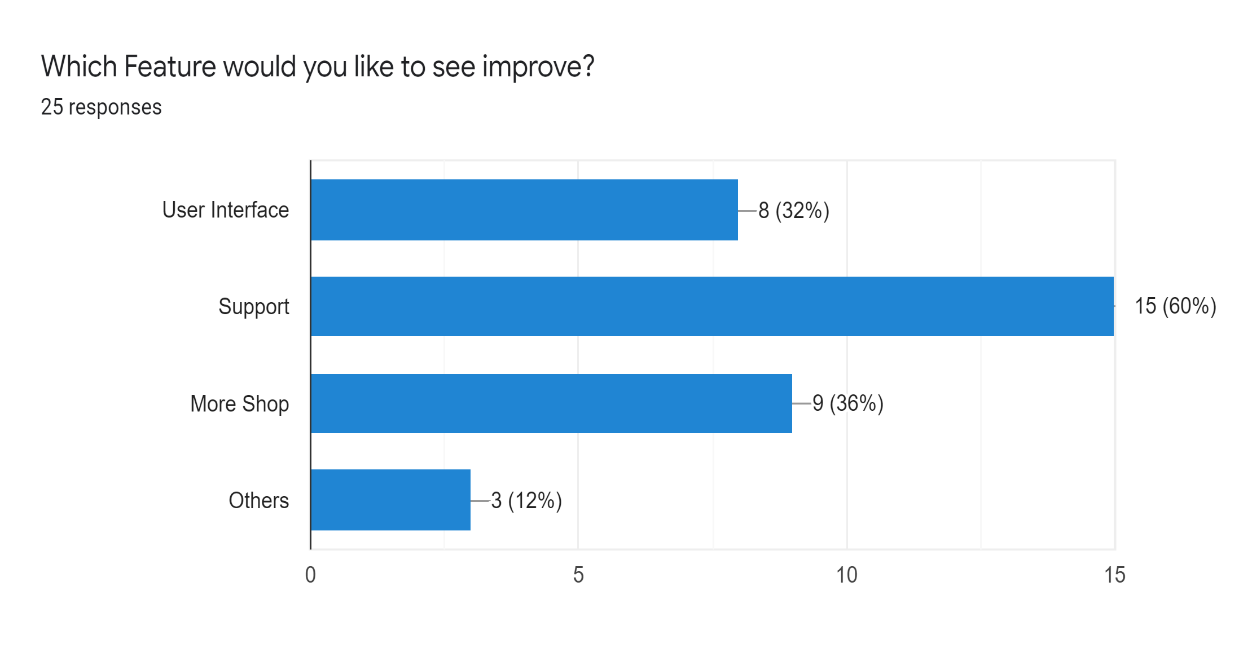 Which Feature would you like to see improve?
25 responses
User Interface
8 (32%)
Support
15 (60%)
More Shop
9 (36%)
Others
3 (12%)
0
5
10
15